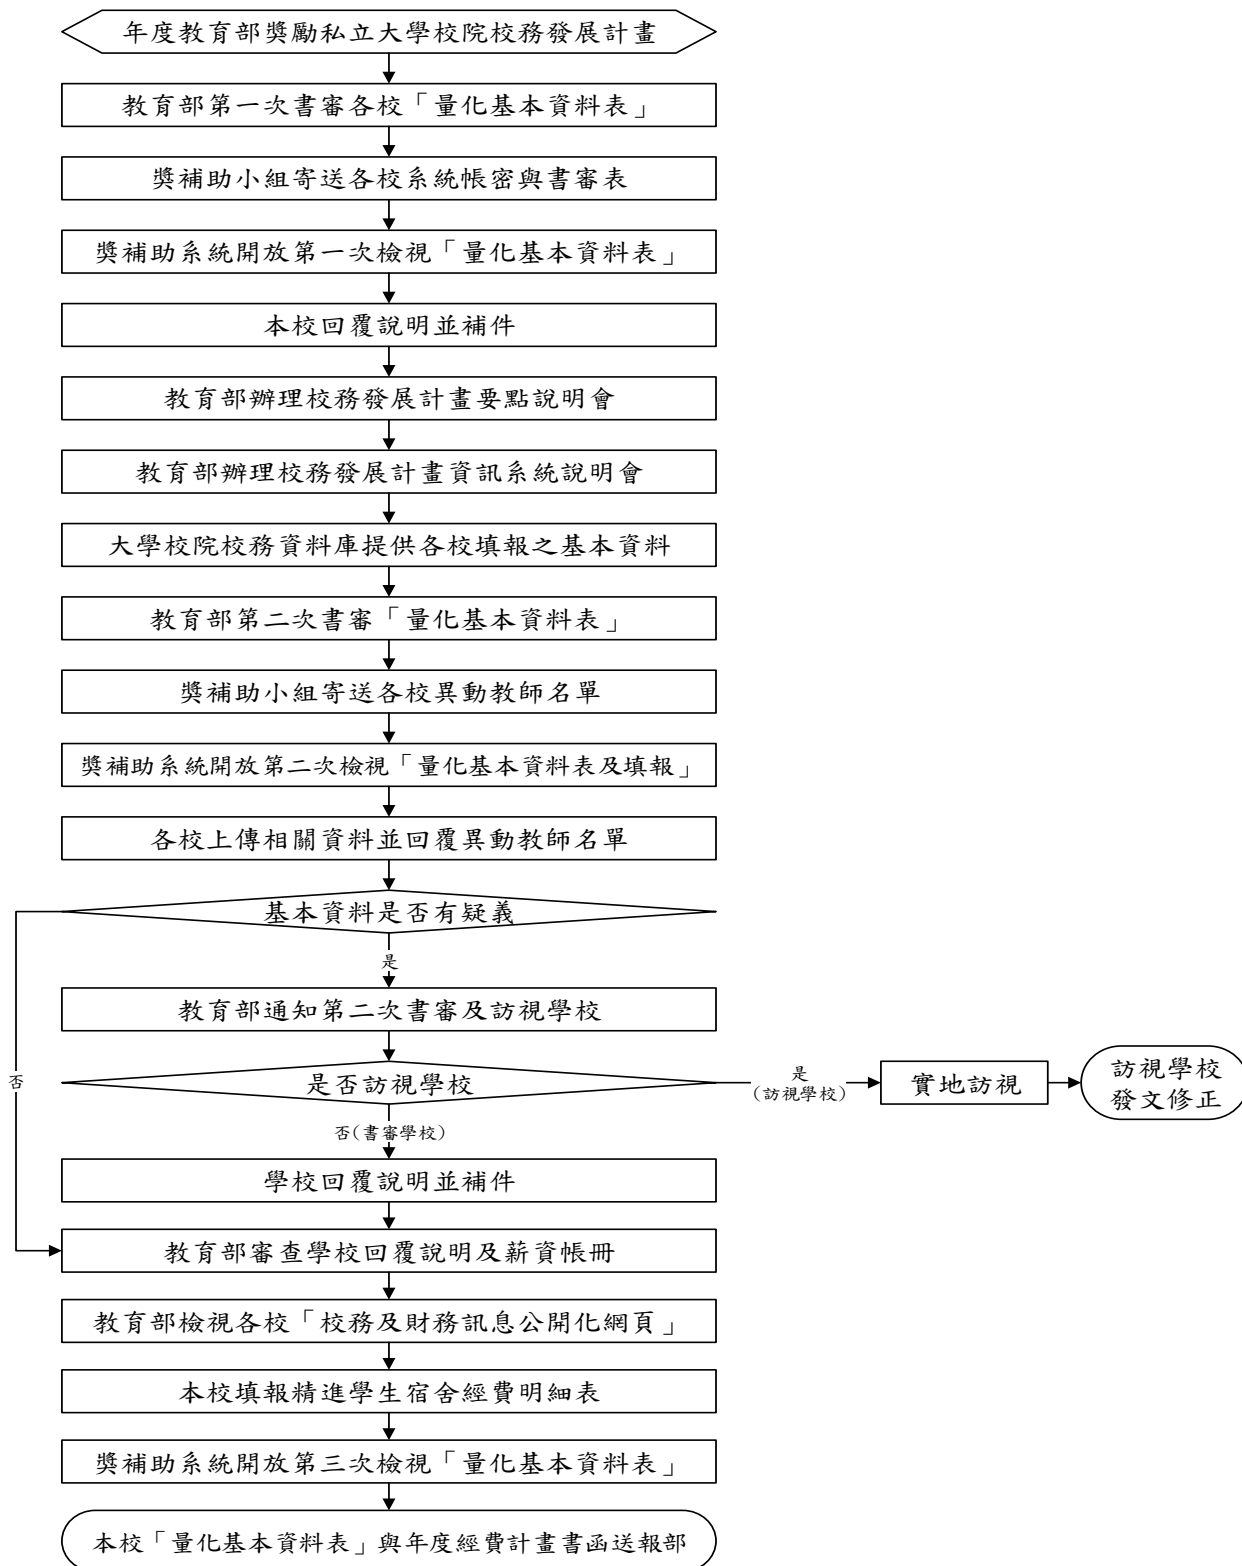 年度教育部獎勵私立大學校院校務發展計畫
教育部第一次書審各校「量化基本資料表」
獎補助小組寄送各校系統帳密與書審表
獎補助系統開放第一次檢視「量化基本資料表」
本校回覆說明並補件
教育部辦理校務發展計畫要點說明會
教育部辦理校務發展計畫資訊系統說明會
大學校院校務資料庫提供各校填報之基本資料
教育部第二次書審「量化基本資料表」
獎補助小組寄送各校異動教師名單
獎補助系統開放第二次檢視「量化基本資料表及填報」
各校上傳相關資料並回覆異動教師名單
基本資料是否有疑義
是
教育部通知第二次書審及訪視學校
否
是否訪視學校
是
(訪視學校)
實地訪視
訪視學校
發文修正
否(書審學校)
學校回覆說明並補件
教育部審查學校回覆說明及薪資帳冊
教育部檢視各校「校務及財務訊息公開化網頁」
本校填報精進學生宿舍經費明細表
獎補助系統開放第三次檢視「量化基本資料表」
本校「量化基本資料表」與年度經費計畫書函送報部